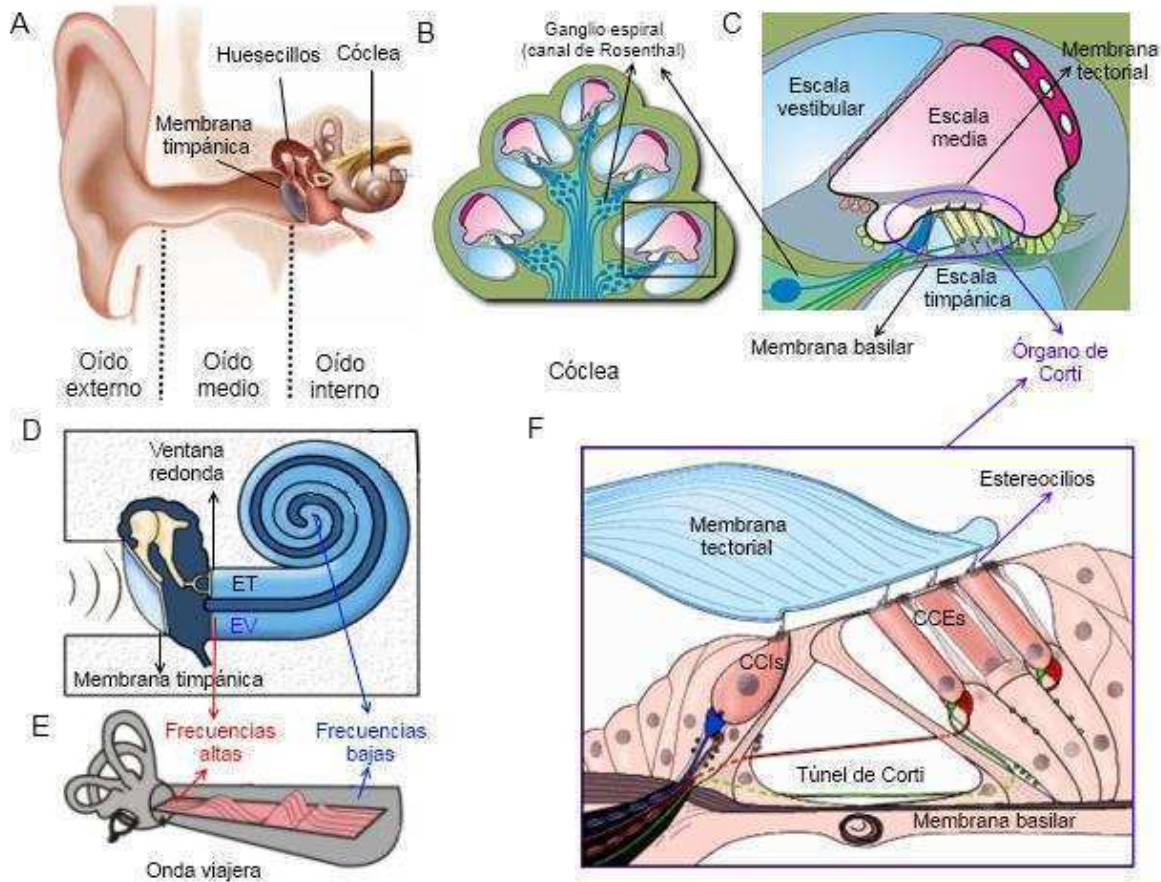 A
Huesecillos
Cóclea
Membrana
timpánica
Oído
externo
Oído
medio
Oído
interno
B
Ganglio espiral
(canal de Rosenthal)
Cóclea
C
Membrana
tectorial
Escala
vestibular
Escala
media
Escala
timpánica
Membrana basilar
Órgano de
Corti
D
Ventana
redonda
ET
EV
Membrana timpánica
E
Frecuencias
altas
Frecuencias
bajas
Onda viajera
F
Estereocilios
Membrana
tectorial
CCEs
CCIs
Túnel de Corti
Membrana basilar